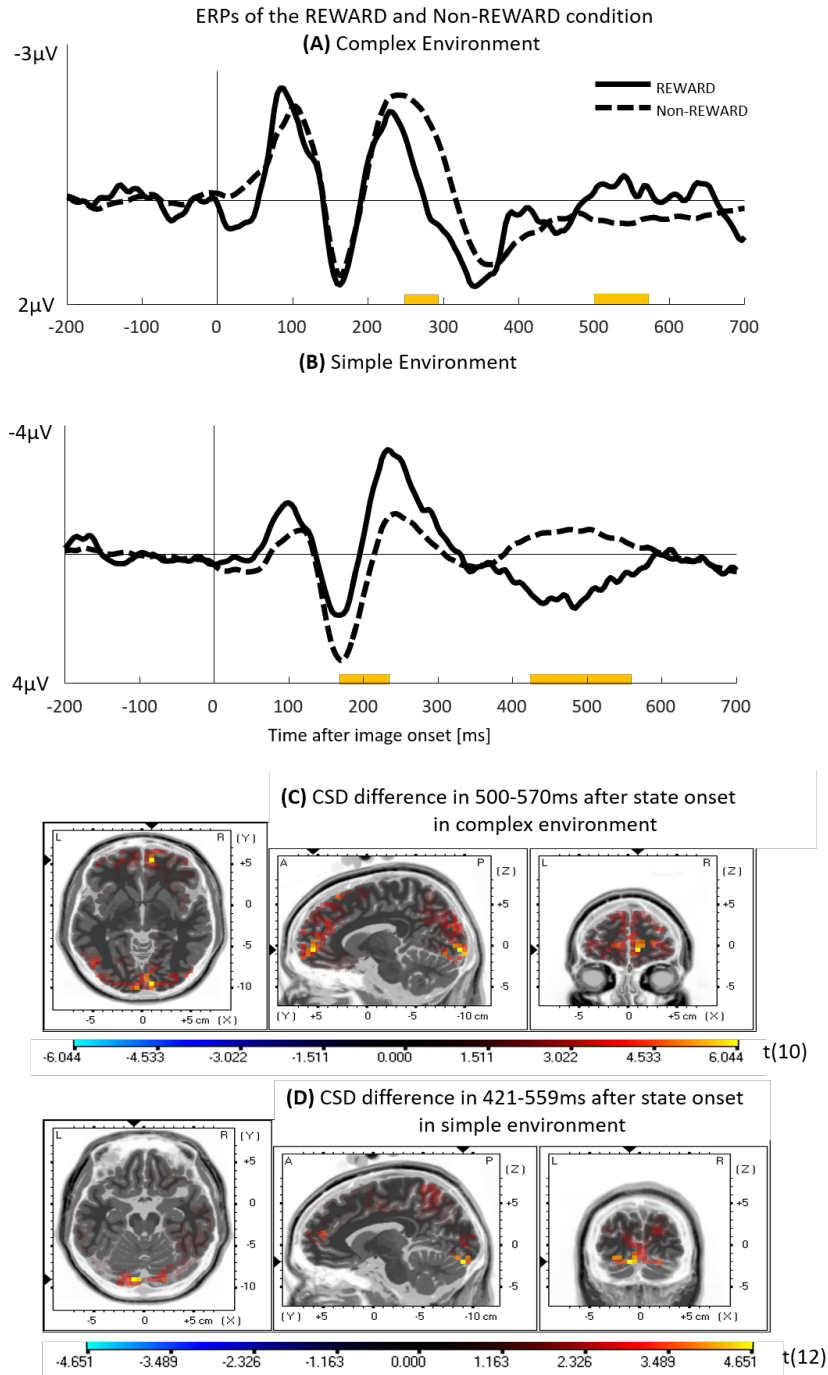 ERPs of the REWARD and Non-REWARD condition
(A) Complex Environment
-3µV
REWARD
Non-REWARD
2µV
-200 -100 0 100 200 300 400 500 600 700
(B) Simple Environment
-4µV
4µV
-200 -100 0 100 200 300 400 500 600 700
Time after image onset [ms]
(C) CSD difference in 500-570ms after state onset
in complex environment
L R (Y)
+5
0
-5
-10
-5 0 +5 cm (X)
A P (Z)
+5
0
-5
(Y) +5 0 -5 -10 cm
L R (Z)
+5
0
-5
-5 0 +5 cm (X)
-6.044 -4.533 -3.022 -1.511 0.000 1.511 3.022 4.533 6.044 t(10)
(D) CSD difference in 421-559ms after state onset
in simple environment
L R (Y)
+5
0
-5
-10
-5 0 +5 cm (X)
A P (Z)
+5
0
-5
(Y) +5 0 -5 -10 cm
L R (Z)
+5
0
-5
-5 0 +5 cm (X)
-4.651 -3.489 -2.326 -1.163 0.000 1.163 2.326 3.489 4.651 t(12)